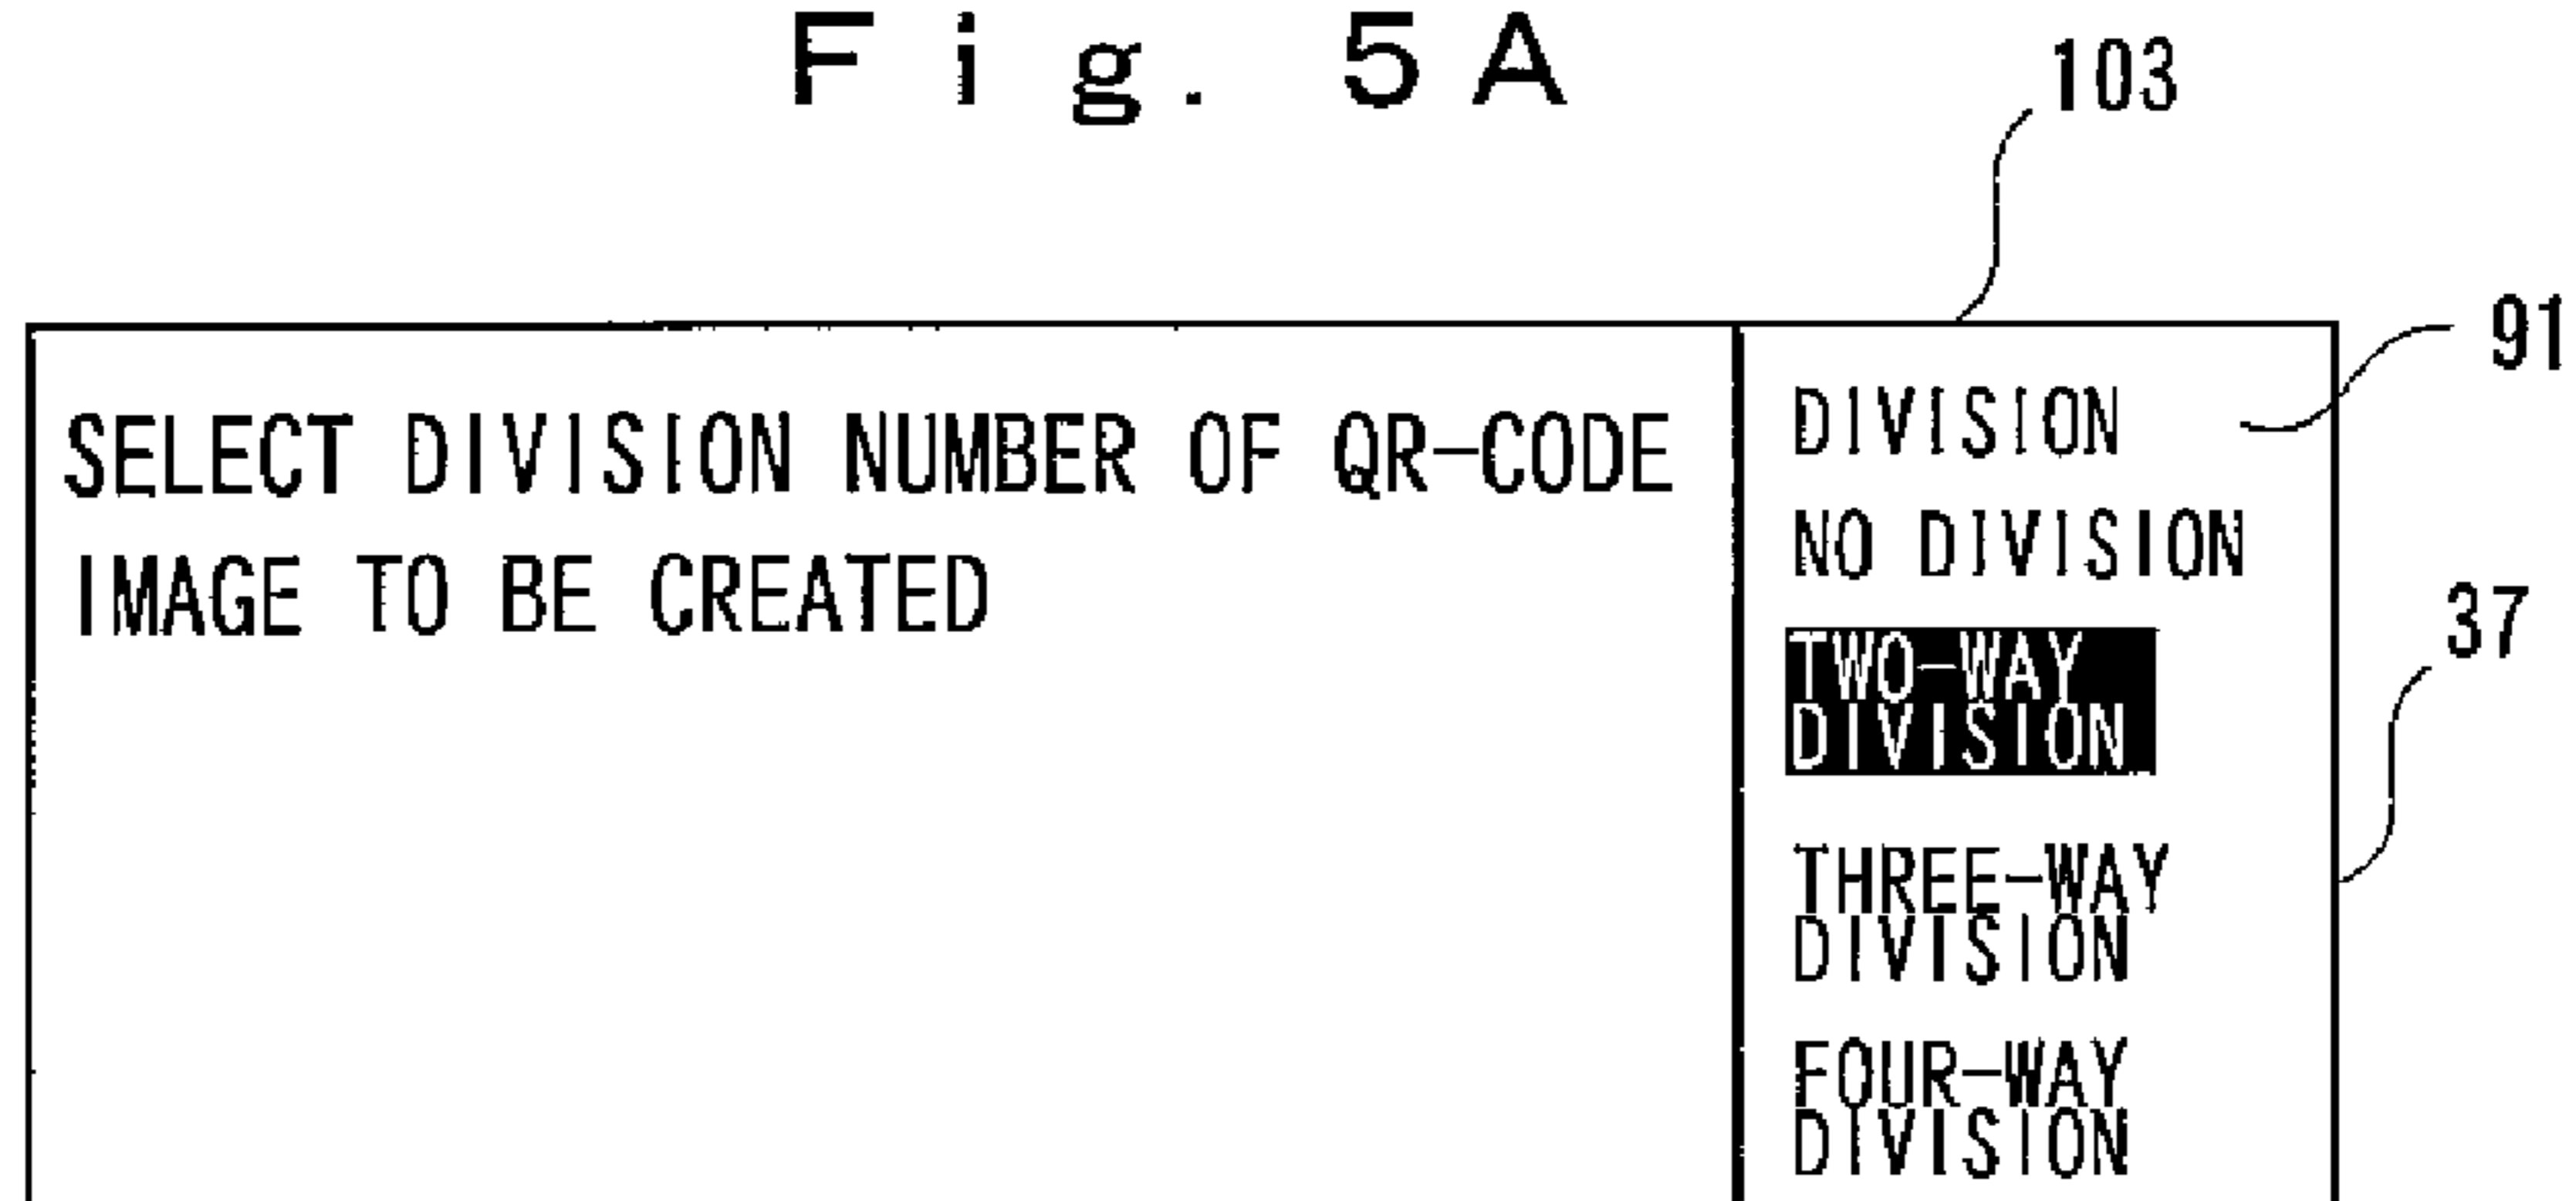 Fig. 5A
103
91
SELECT DIVISION NUMBER OF QR-CODE
IMAGE TO BE CREATED
DIVISION
NO DIVISION
37
TWO-WAY
DIVISION
THREE-WAY
DIVISION
FOUR-WAY
DIVISION